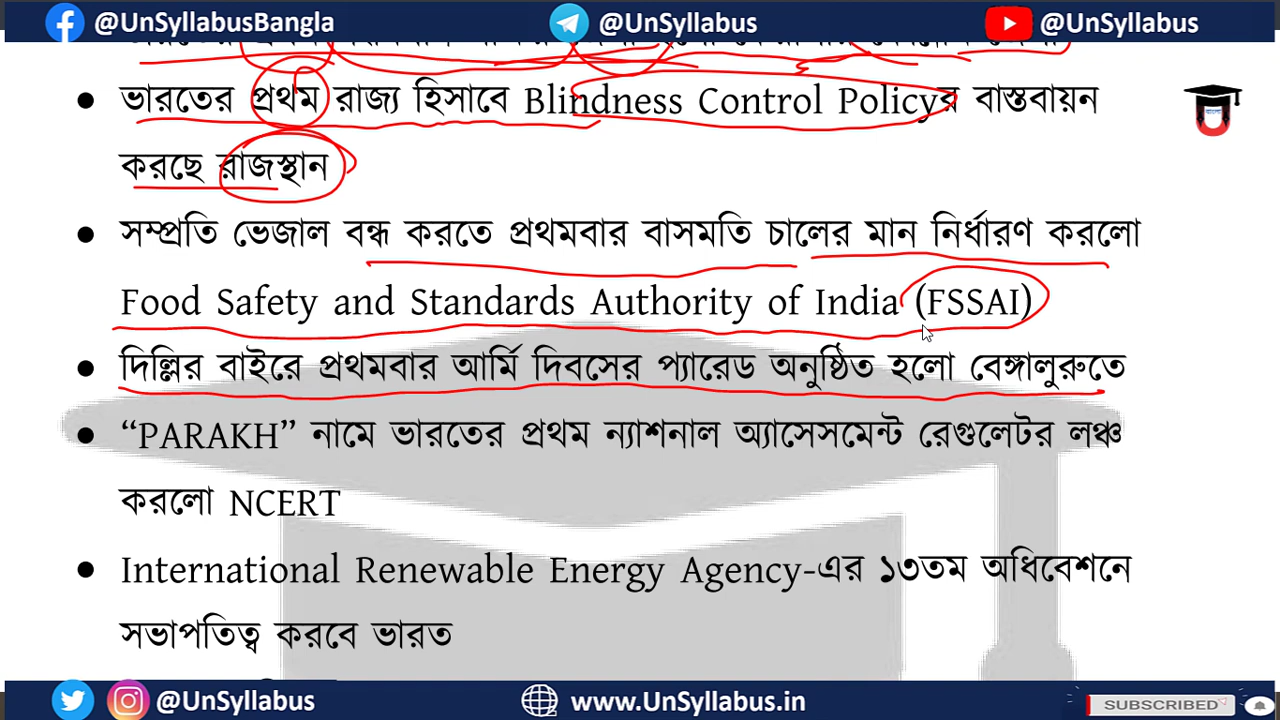 @UnSyllabusBangla @UnSyllabus @UnSyllabus
● ভারতের প্রথম রাজ্য হিসাবে Blindness Control Policyর বাস্তবায়ন
করছে রাজস্থান
● সম্প্রতি ভেজাল বন্ধ করতে প্রথমবার বাসমতি চালের মান নির্ধারণ করলো
Food Safety and Standards Authority of India (FSSAI)
● দিল্লির বাইরে প্রথমবার আর্মি দিবসের প্যারেড অনুষ্ঠিত হলো বেঙ্গালুরুতে
● “PARAKH” নামে ভারতের প্রথম ন্যাশনাল অ্যাসেসমেন্ট রেগুলেটর লঞ্চ
করলো NCERT
● International Renewable Energy Agency-এর ১৩তম অধিবেশনে
সভাপতিত্ব করবে ভারত
@UnSyllabus www.UnSyllabus.in SUBSCRIBED